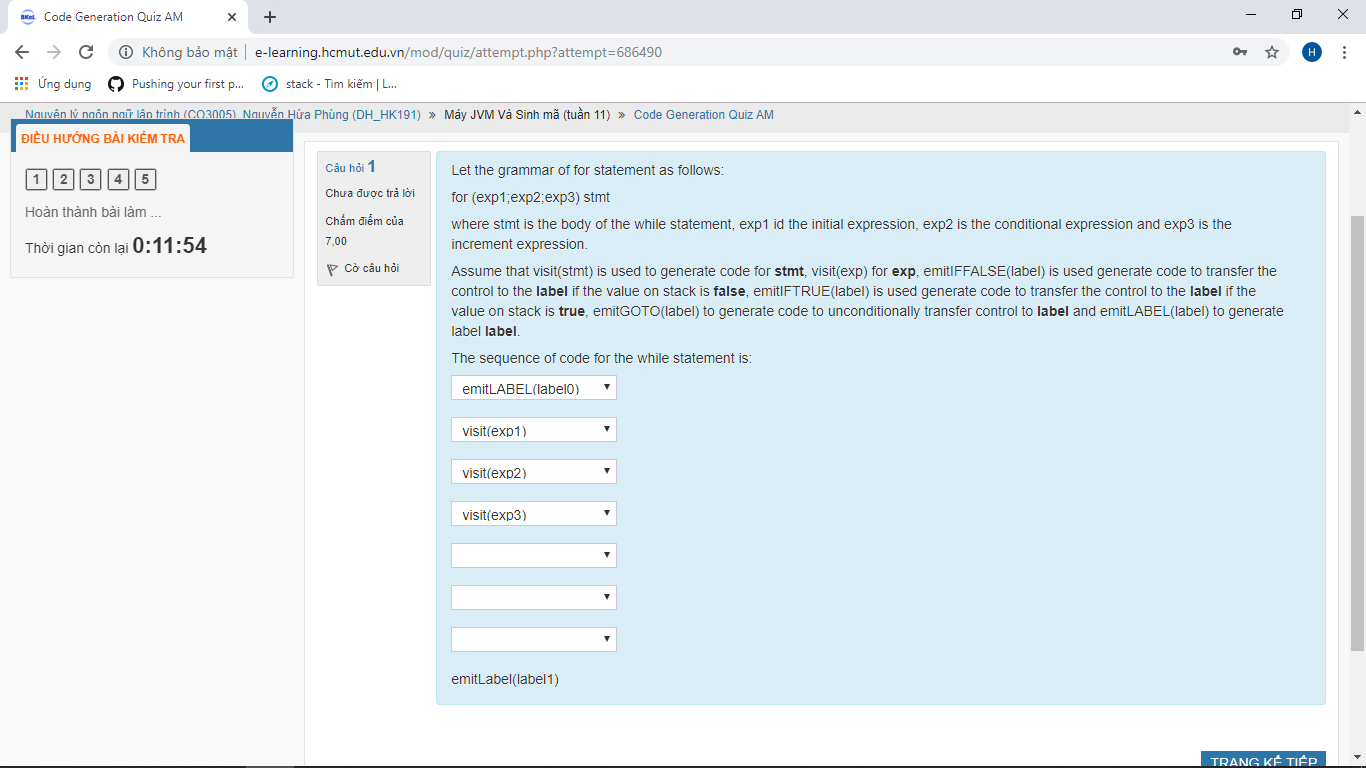 Code Generation Quiz AM
Không bảo mật
e-learning.hcmut.edu.vn/mod/quiz/attempt.php?attempt=686490
H
Ứng dụng
Pushing your first p...
stack - Tìm kiếm | L...
Nguyên lý ngôn ngữ lập trình (CO3005)_Nguyễn Hứa Phùng (DH_HK191) » Máy JVM Và Sinh mã (tuần 11) » Code Generation Quiz AM
ĐIỀU HƯỚNG BÀI KIỂM TRA
1 2 3 4 5
Hoàn thành bài làm ...
Thời gian còn lại 0:11:54
Câu hỏi 1
Chưa được trả lời
Chấm điểm của
7,00
Cờ câu hỏi
Let the grammar of for statement as follows:
for (exp1;exp2;exp3) stmt
where stmt is the body of the while statement, exp1 id the initial expression, exp2 is the conditional expression and exp3 is the
increment expression.
Assume that visit(stmt) is used to generate code for stmt, visit(exp) for exp, emitIFFALSE(label) is used generate code to transfer the
control to the label if the value on stack is false, emitIFTRUE(label) is used generate code to transfer the control to the label if the
value on stack is true, emitGOTO(label) to generate code to unconditionally transfer control to label and emitLABEL(label) to generate
label label.
The sequence of code for the while statement is:
emitLABEL(label0)
visit(exp1)
visit(exp2)
visit(exp3)
emitLabel(label1)
TRANG KẾ TIẾP